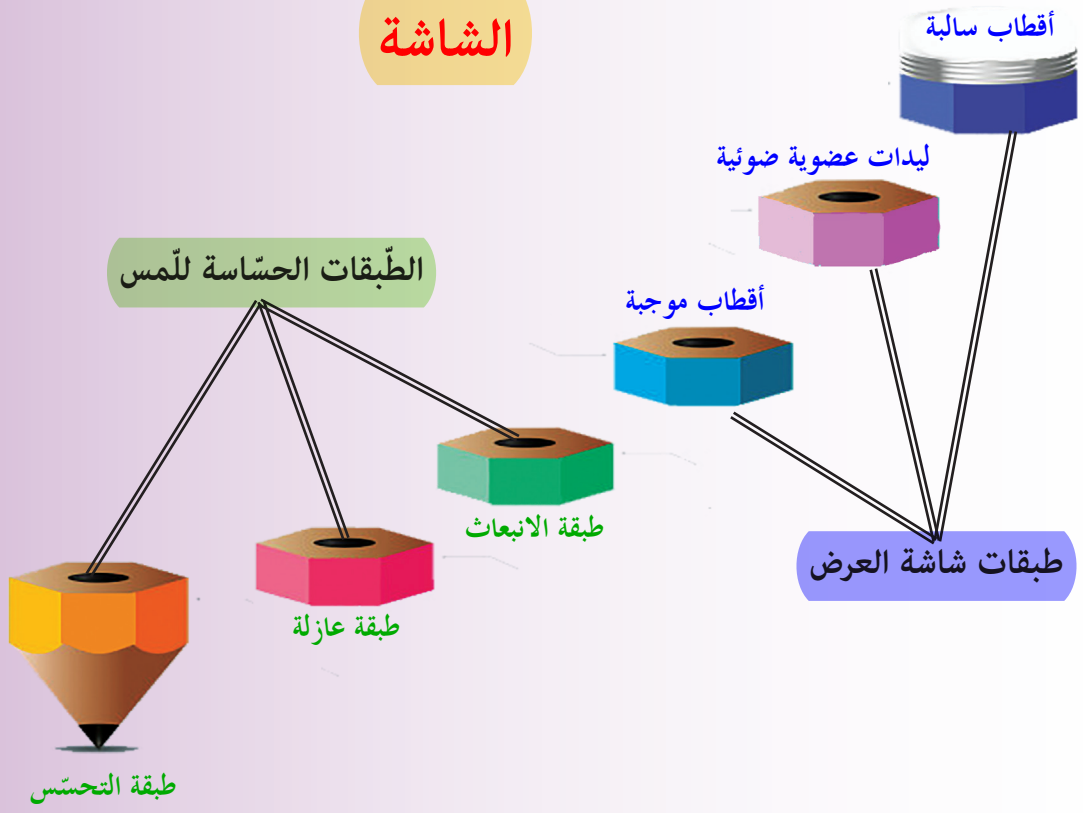 الشاشة
أقطاب سالبة
ليدات عضوية ضوئية
الطّبقات الحسّاسة للّمس
أقطاب موجبة
طبقة الانبعاث
طبقات شاشة العرض
طبقة عازلة
طبقة التحسّس